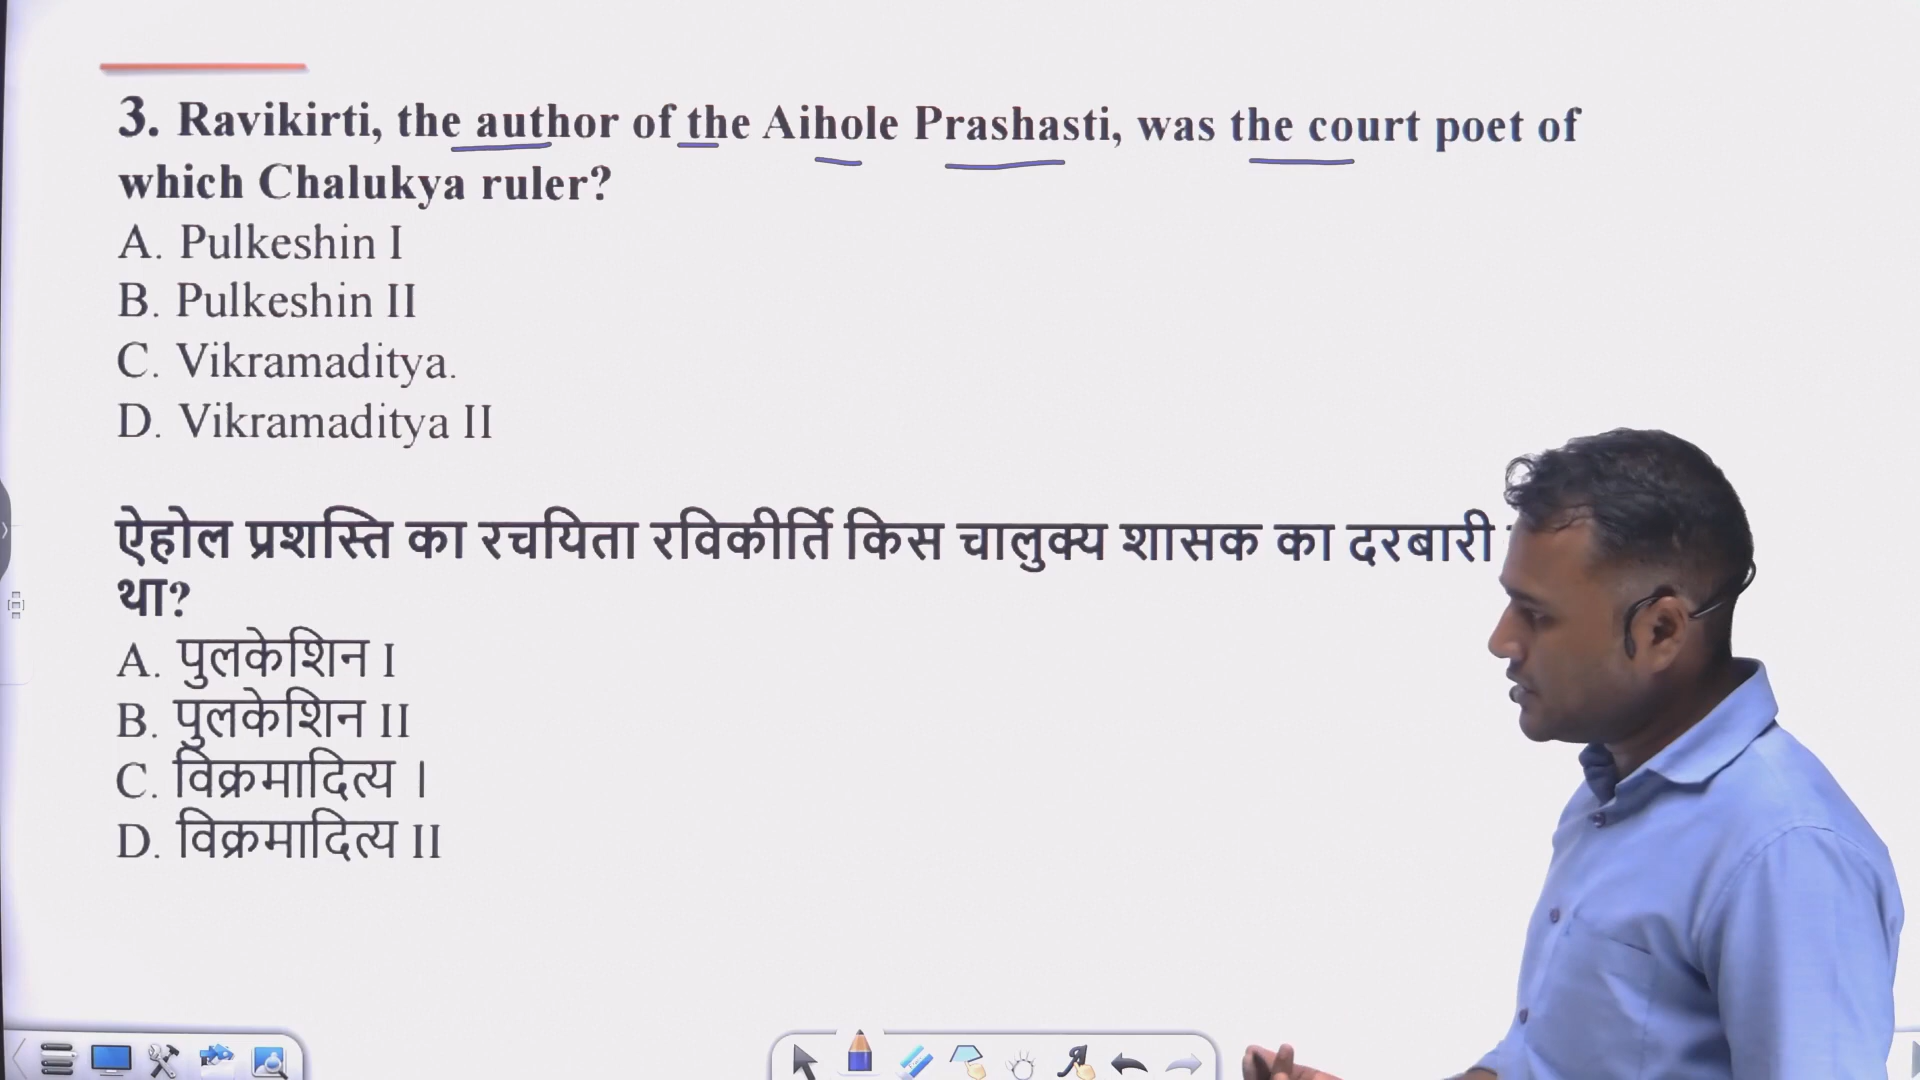 3. Ravikirti, the author of the Aihole Prashasti, was the court poet of
which Chalukya ruler?
A. Pulkeshin I
B. Pulkeshin II
C. Vikramaditya.
D. Vikramaditya II
ऐहोल प्रशस्ति का रचयिता रविकीर्ति किस चालुक्य शासक का दरबारी
था?
A. पुलकेशिन I
B. पुलकेशिन II
C. विक्रमादित्य ।
D. विक्रमादित्य II